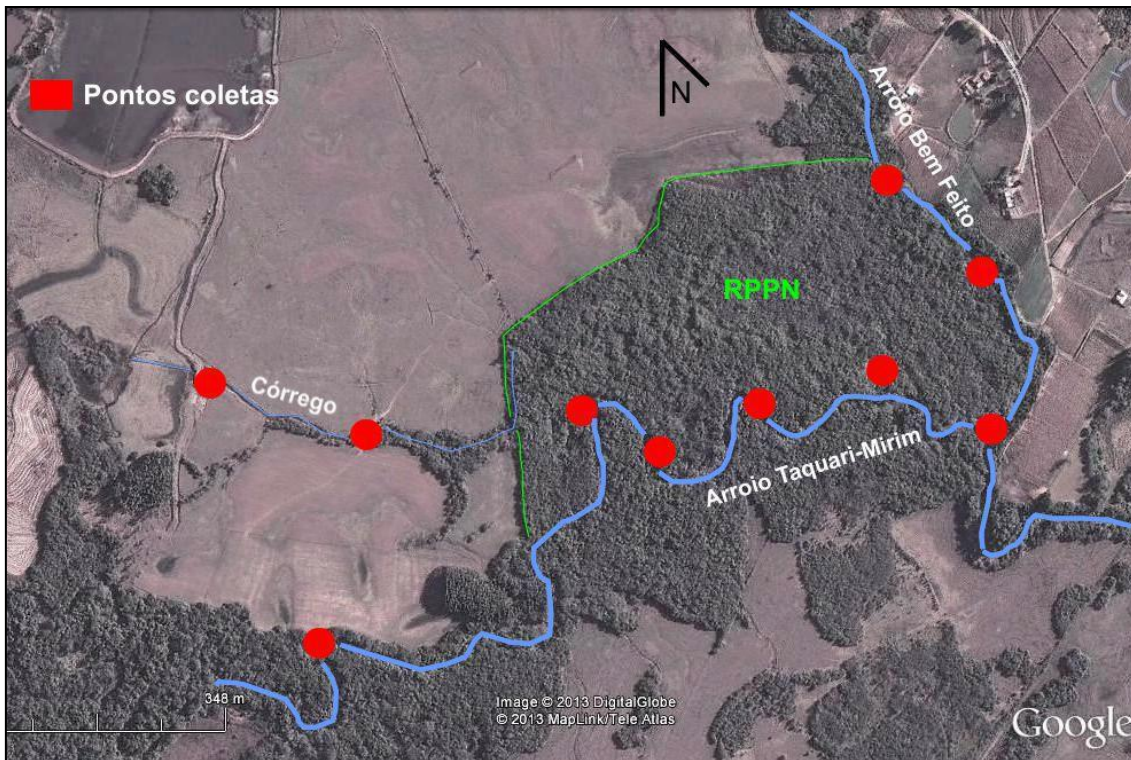 Pontos coletas
N
Arroio Bem Feito
RPPN
Córrego
Arroio Taquari-Mirim
348 m
Image © 2013 DigitalGlobe
© 2013 MapLink/Tele Atlas
Google